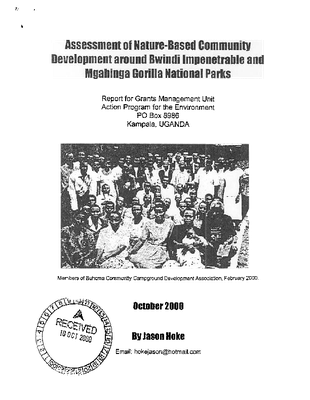 Assessment of Nature-Based Community
Development around Bwindi Impenetrable and
Mgahinga Gorilla National Parks
Report for Grants Management Unit
Action Program for the Environment
PO Box 8986
Kampala, UGANDA
Members of Buhoma Community Campground Development Association, February 2000.
October 2000
By Jason Hoke
Email: hokejason@hotmail.com
RECEIVED
19 OCT 2000